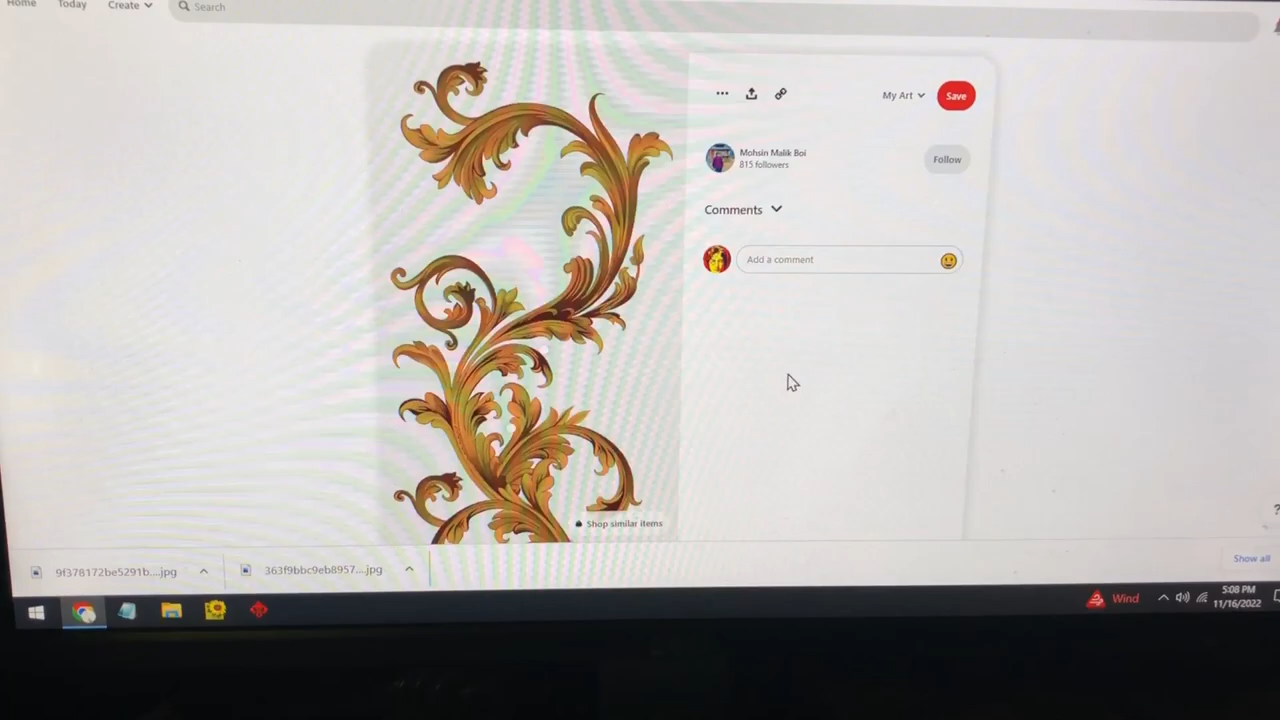 Home Today Create
Search
My Art Save
Mohsin Malik Boi
815 followers
Follow
Comments
Add a comment
Shop similar items
9f378172be5291b....jpg
363f9bbc9eb8957....jpg
Show all
Wind
5:08 PM
11/16/2022